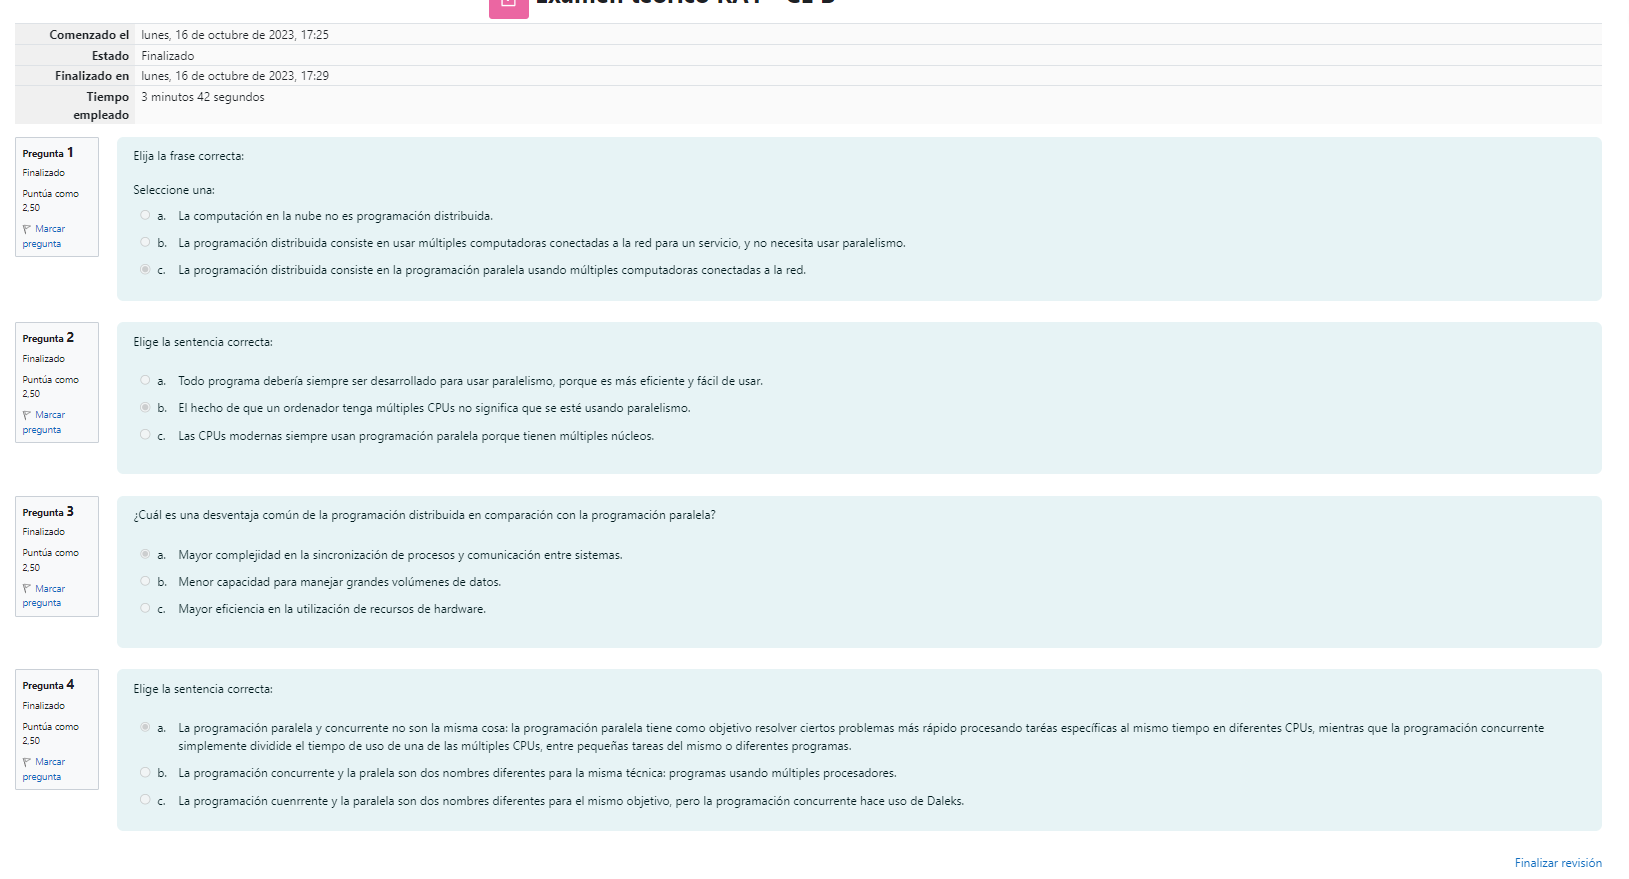 Examen teórico RA1 - CE B
Comenzado el lunes, 16 de octubre de 2023, 17:25
Estado Finalizado
Finalizado en lunes, 16 de octubre de 2023, 17:29
Tiempo empleado 3 minutos 42 segundos
Pregunta 1
Finalizado
Puntúa como
2,50
Marcar
pregunta
Elija la frase correcta:
Seleccione una:
a. La computación en la nube no es programación distribuida.
b. La programación distribuida consiste en usar múltiples computadoras conectadas a la red para un servicio, y no necesita usar paralelismo.
c. La programación distribuida consiste en la programación paralela usando múltiples computadoras conectadas a la red.
Pregunta 2
Finalizado
Puntúa como
2,50
Marcar
pregunta
Elige la sentencia correcta:
a. Todo programa debería siempre ser desarrollado para usar paralelismo, porque es más eficiente y fácil de usar.
b. El hecho de que un ordenador tenga múltiples CPUs no significa que se esté usando paralelismo.
c. Las CPUs modernas siempre usan programación paralela porque tienen múltiples núcleos.
Pregunta 3
Finalizado
Puntúa como
2,50
Marcar
pregunta
¿Cuál es una desventaja común de la programación distribuida en comparación con la programación paralela?
a. Mayor complejidad en la sincronización de procesos y comunicación entre sistemas.
b. Menor capacidad para manejar grandes volúmenes de datos.
c. Mayor eficiencia en la utilización de recursos de hardware.
Pregunta 4
Finalizado
Puntúa como
2,50
Marcar
pregunta
Elige la sentencia correcta:
a. La programación paralela y concurrente no son la misma cosa: la programación paralela tiene como objetivo resolver ciertos problemas más rápido procesando taréas específicas al mismo tiempo en diferentes CPUs, mientras que la programación concurrente
simplemente dividide el tiempo de uso de una de las múltiples CPUs, entre pequeñas tareas del mismo o diferentes programas.
b. La programación concurrente y la pralela son dos nombres diferentes para la misma técnica: programas usando múltiples procesadores.
c. La programación cuenrrente y la paralela son dos nombres diferentes para el mismo objetivo, pero la programación concurrente hace uso de Daleks.
Finalizar revisión